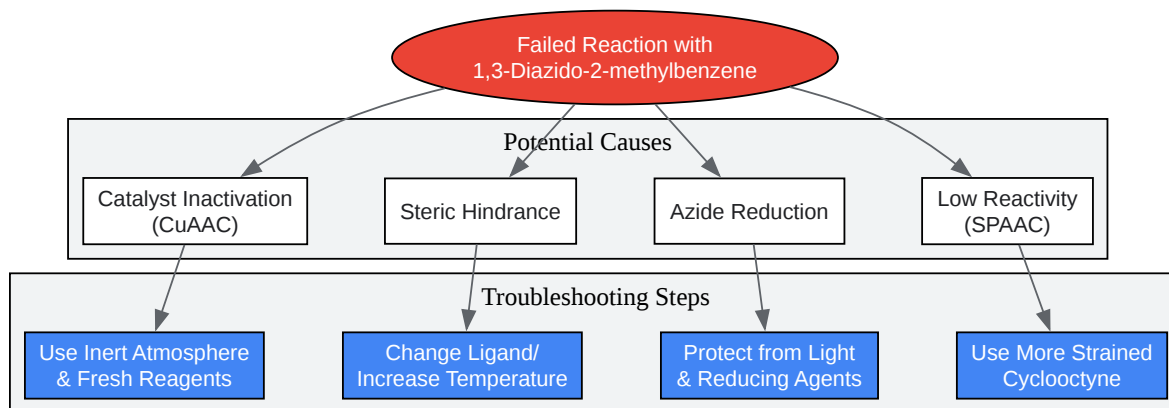 Failed Reaction with
1,3-Diazido-2-methylbenzene
Potential Causes
Catalyst Inactivation
(CuAAC)
Steric Hindrance
Azide Reduction
Low Reactivity
(SPAAC)
Troubleshooting Steps
Use Inert Atmosphere
& Fresh Reagents
Change Ligand/
Increase Temperature
Protect from Light
& Reducing Agents
Use More Strained
Cyclooctyne